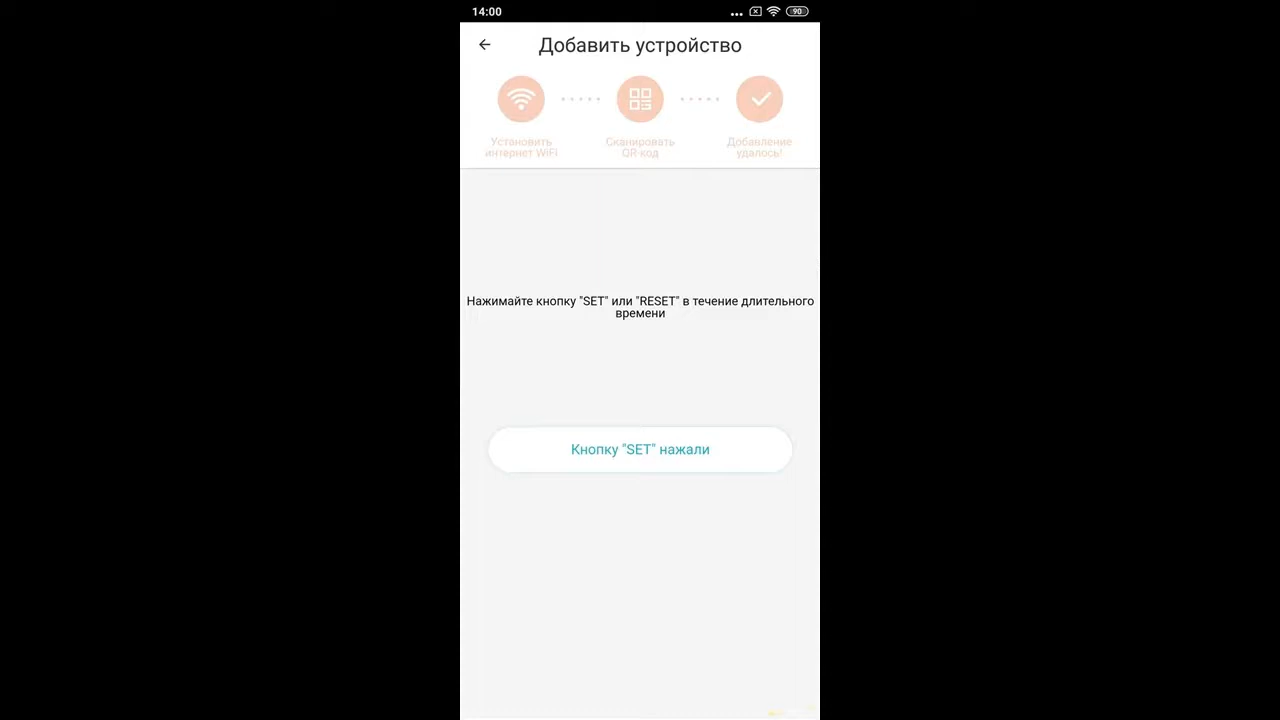 14:00
90
Добавить устройство
Установить
интернет WiFi
Сканировать
QR-код
Добавление
удалось!
Нажимайте кнопку "SET" или "RESET" в течение длительного
времени
Кнопку "SET" нажали